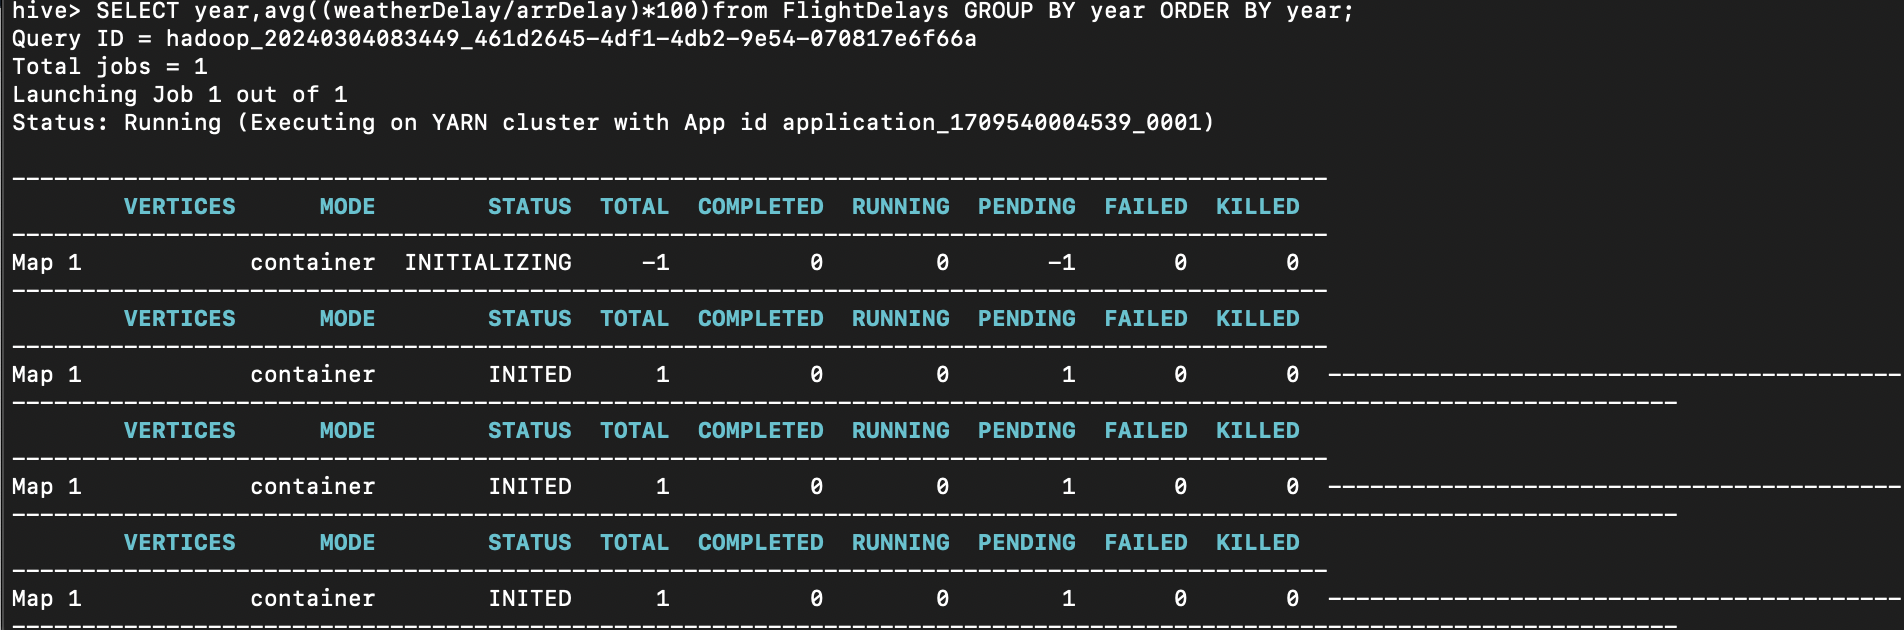 hive> SELECT year,avg((weatherDelay/arrDelay)*100)from FlightDelays GROUP BY year ORDER BY year;
Query ID = hadoop_20240304083449_461d2645-4df1-4db2-9e54-070817e6f66a
Total jobs = 1
Launching Job 1 out of 1
Status: Running (Executing on YARN cluster with App id application_1709540004539_0001)

----------------------------------------------------------------------------------------------
        VERTICES      MODE        STATUS  TOTAL  COMPLETED  RUNNING  PENDING  FAILED  KILLED
----------------------------------------------------------------------------------------------
Map 1            container  INITIALIZING     -1          0        0       -1       0       0
----------------------------------------------------------------------------------------------
        VERTICES      MODE        STATUS  TOTAL  COMPLETED  RUNNING  PENDING  FAILED  KILLED
----------------------------------------------------------------------------------------------
Map 1            container        INITED      1          0        0        1       0       0  -----------------------------------------
-----------------------------------------------------------------------------------------------------------------------
        VERTICES      MODE        STATUS  TOTAL  COMPLETED  RUNNING  PENDING  FAILED  KILLED
----------------------------------------------------------------------------------------------
Map 1            container        INITED      1          0        0        1       0       0  -----------------------------------------
-----------------------------------------------------------------------------------------------------------------------
        VERTICES      MODE        STATUS  TOTAL  COMPLETED  RUNNING  PENDING  FAILED  KILLED
----------------------------------------------------------------------------------------------
Map 1            container        INITED      1          0        0        1       0       0  -----------------------------------------
-----------------------------------------------------------------------------------------------------------------------